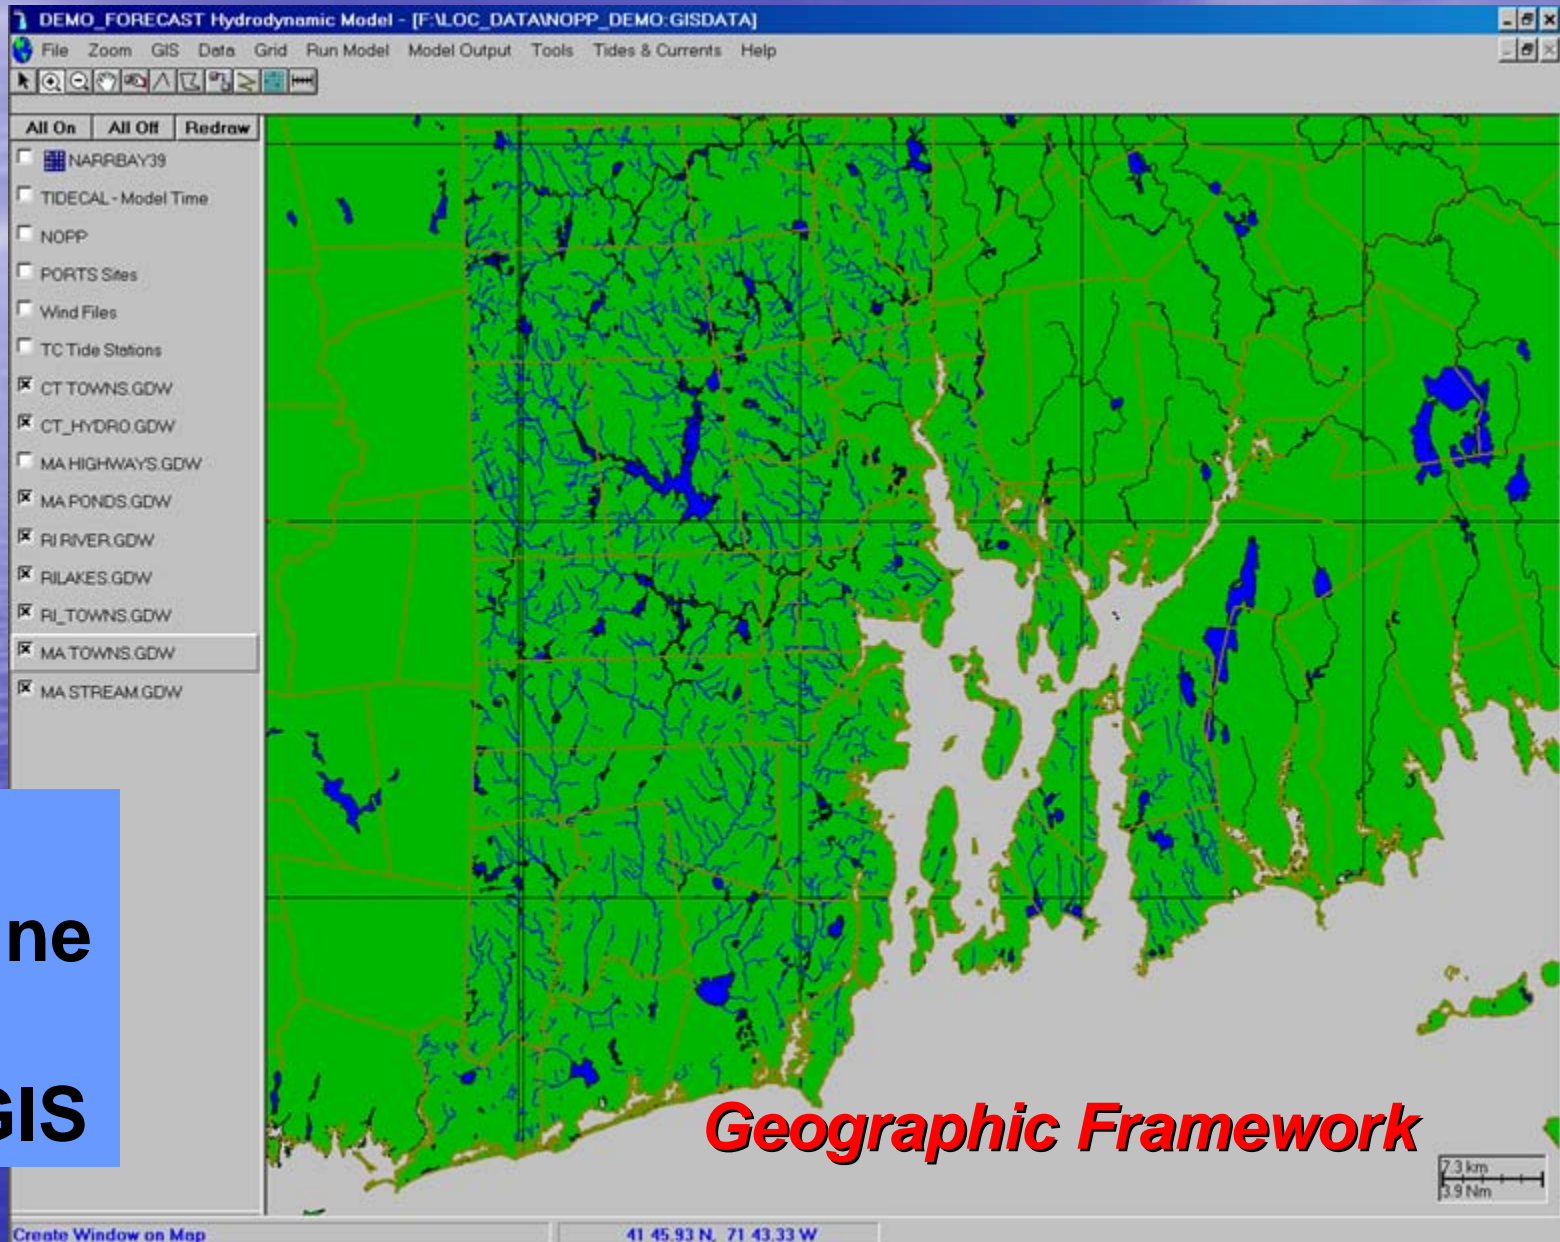 DEMO_FORECAST Hydrodynamic Model - [F:\LOC_DATA\NOPP_DEMO:GISDATA]
File Zoom GIS Data Grid Run Model Model Output Tools Tides & Currents Help
All On All Off Redraw
NARRBAY39
TIDECAL - Model Time
NOPP
PORTS Sites
Wind Files
TC Tide Stations
CT TOWNS.GDW
CT_HYDRO.GDW
MA HIGHWAYS.GDW
MA PONDS.GDW
RI RIVER.GDW
RILAKES.GDW
RI_TOWNS.GDW
MA TOWNS.GDW
MA STREAM.GDW
ne
GIS
Geographic Framework
7.3 km
3.9 Nm
Create Window on Map 41 45.93 N, 71 43.33 W